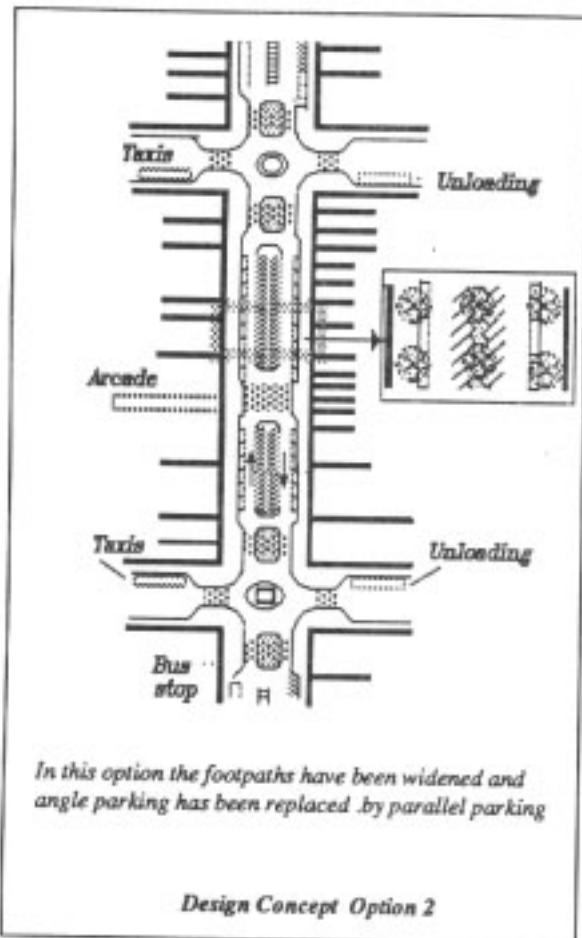 Taxis
Unloading
Arcade
Taxis
Unloading
Bus
stop
In this option the footpaths have been widened and
angle parking has been replaced .by parallel parking
Design Concept Option 2